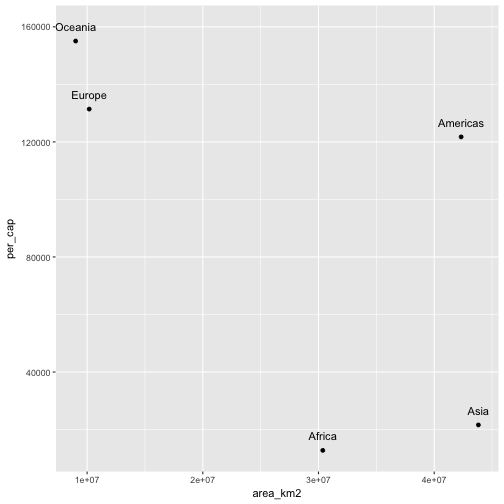 160000
Oceania
Europe
Americas
120000
per_cap
80000
40000
Asia
Africa
1e+07 2e+07 3e+07 4e+07
area_km2